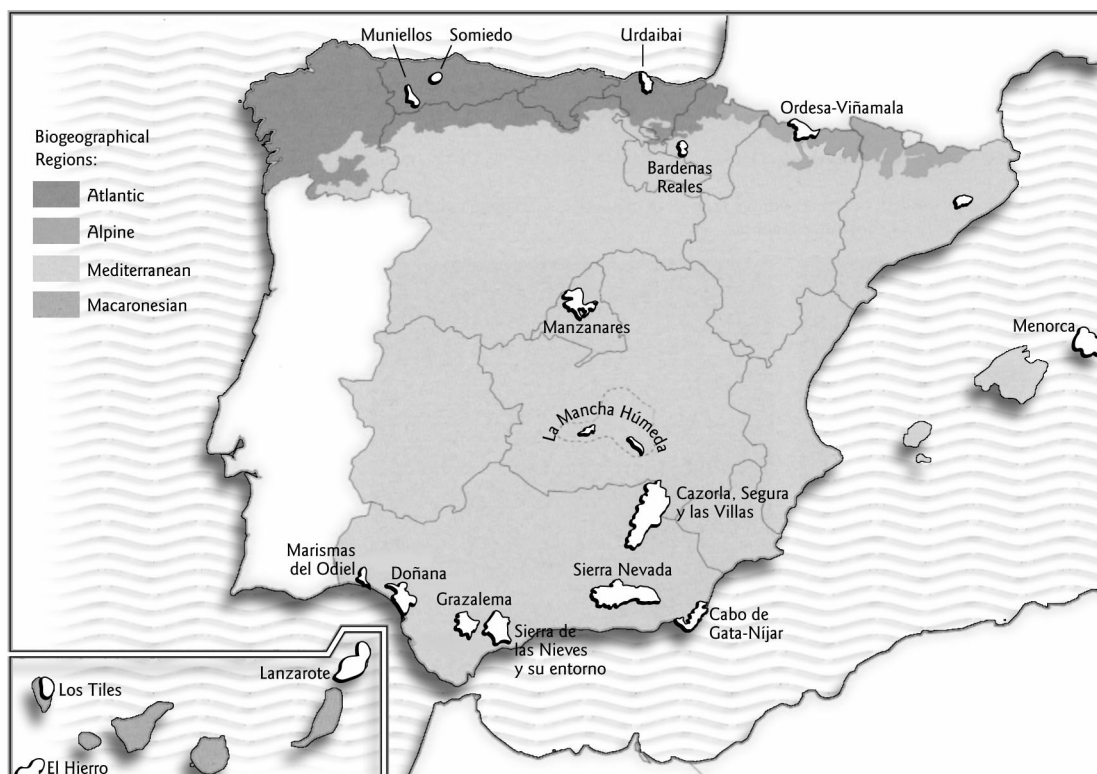 Muniellos
Somiedo
Urdaibai
Ordesa-Viñamala
Biogeographical
Regions:
Atlantic
Alpine
Mediterranean
Macaronesian
Bardenas
Reales
Manzanares
Menorca
La Mancha Húmeda
Cazorla, Segura
y las Villas
Marismas
del Odiel
Doñana
Sierra Nevada
Grazalema
Cabo de
Gata-Níjar
Sierra de
las Nieves
y su entorno
Lanzarote
Los Tiles
El Hierro